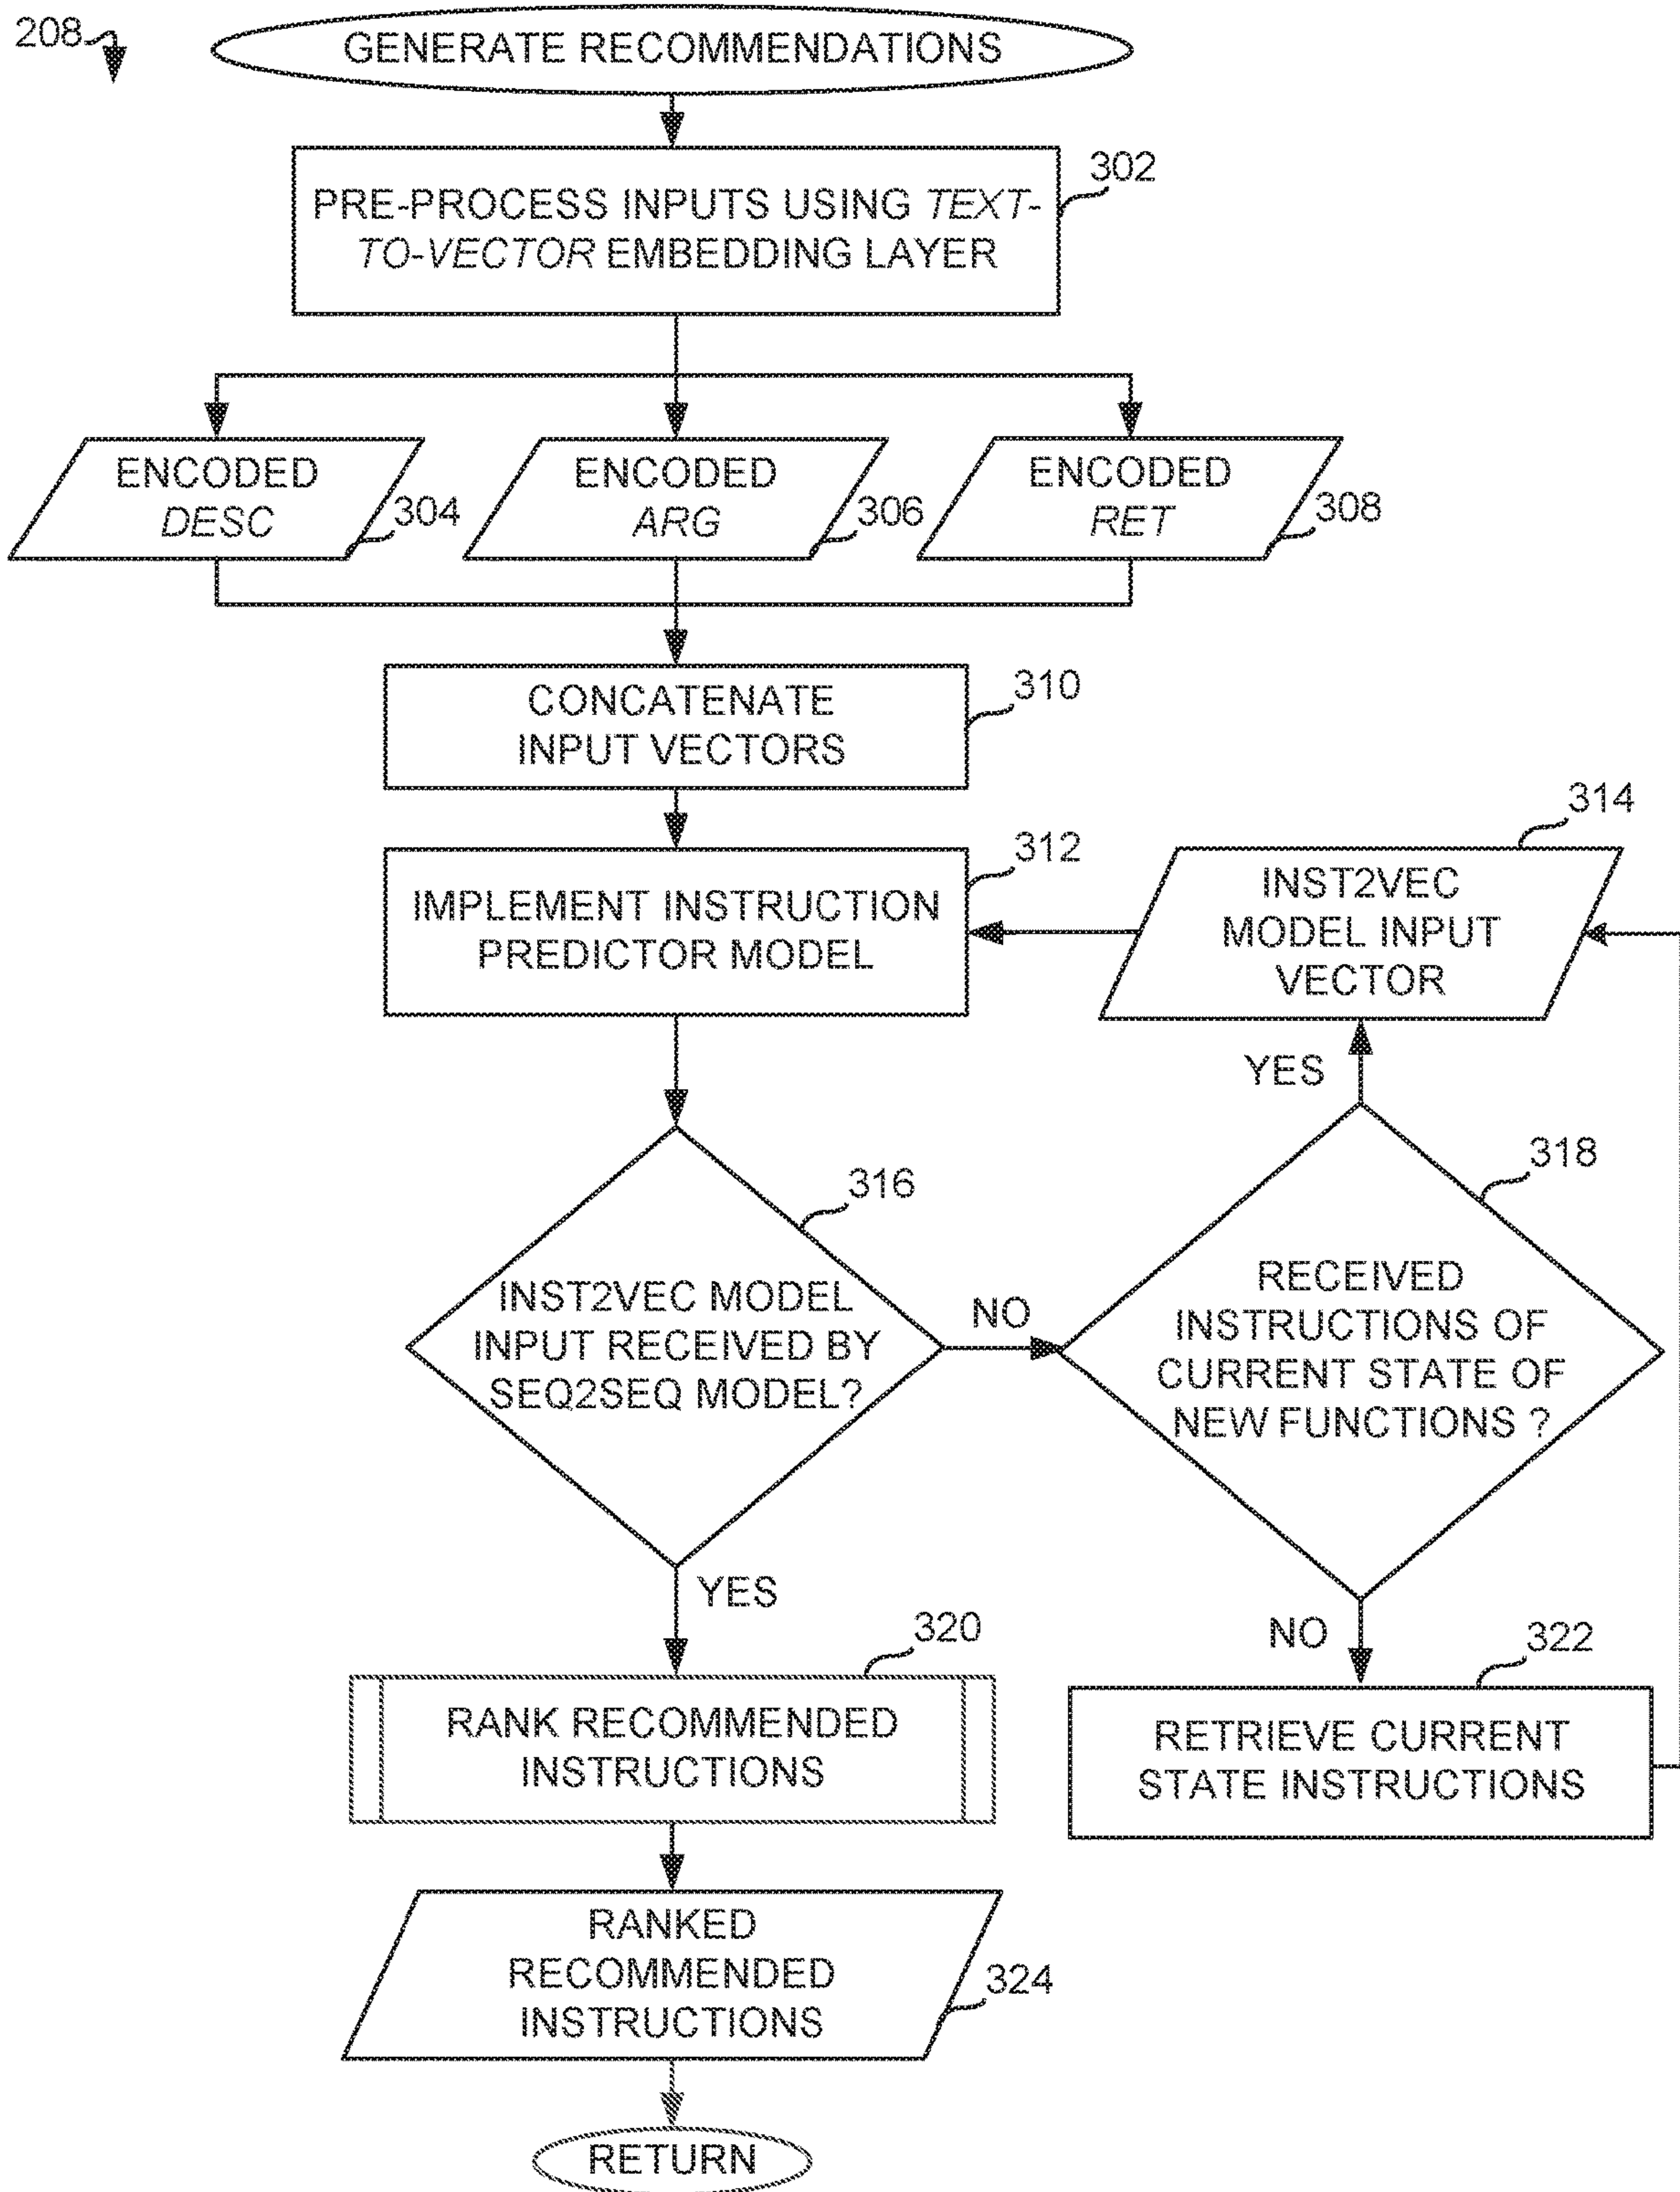 208
GENERATE RECOMMENDATIONS
302
PRE-PROCESS INPUTS USING TEXT-
TO-VECTOR EMBEDDING LAYER
ENCODED
DESC
304
ENCODED
ARG
306
ENCODED
RET
308
CONCATENATE
INPUT VECTORS
310
312
IMPLEMENT INSTRUCTION
PREDICTOR MODEL
314
INST2VEC
MODEL INPUT
VECTOR
YES
316
INST2VEC MODEL
INPUT RECEIVED BY
SEQ2SEQ MODEL?
NO
318
RECEIVED
INSTRUCTIONS OF
CURRENT STATE OF
NEW FUNCTIONS ?
YES
NO
320
RANK RECOMMENDED
INSTRUCTIONS
322
RETRIEVE CURRENT
STATE INSTRUCTIONS
RANKED
RECOMMENDED
INSTRUCTIONS
324
RETURN